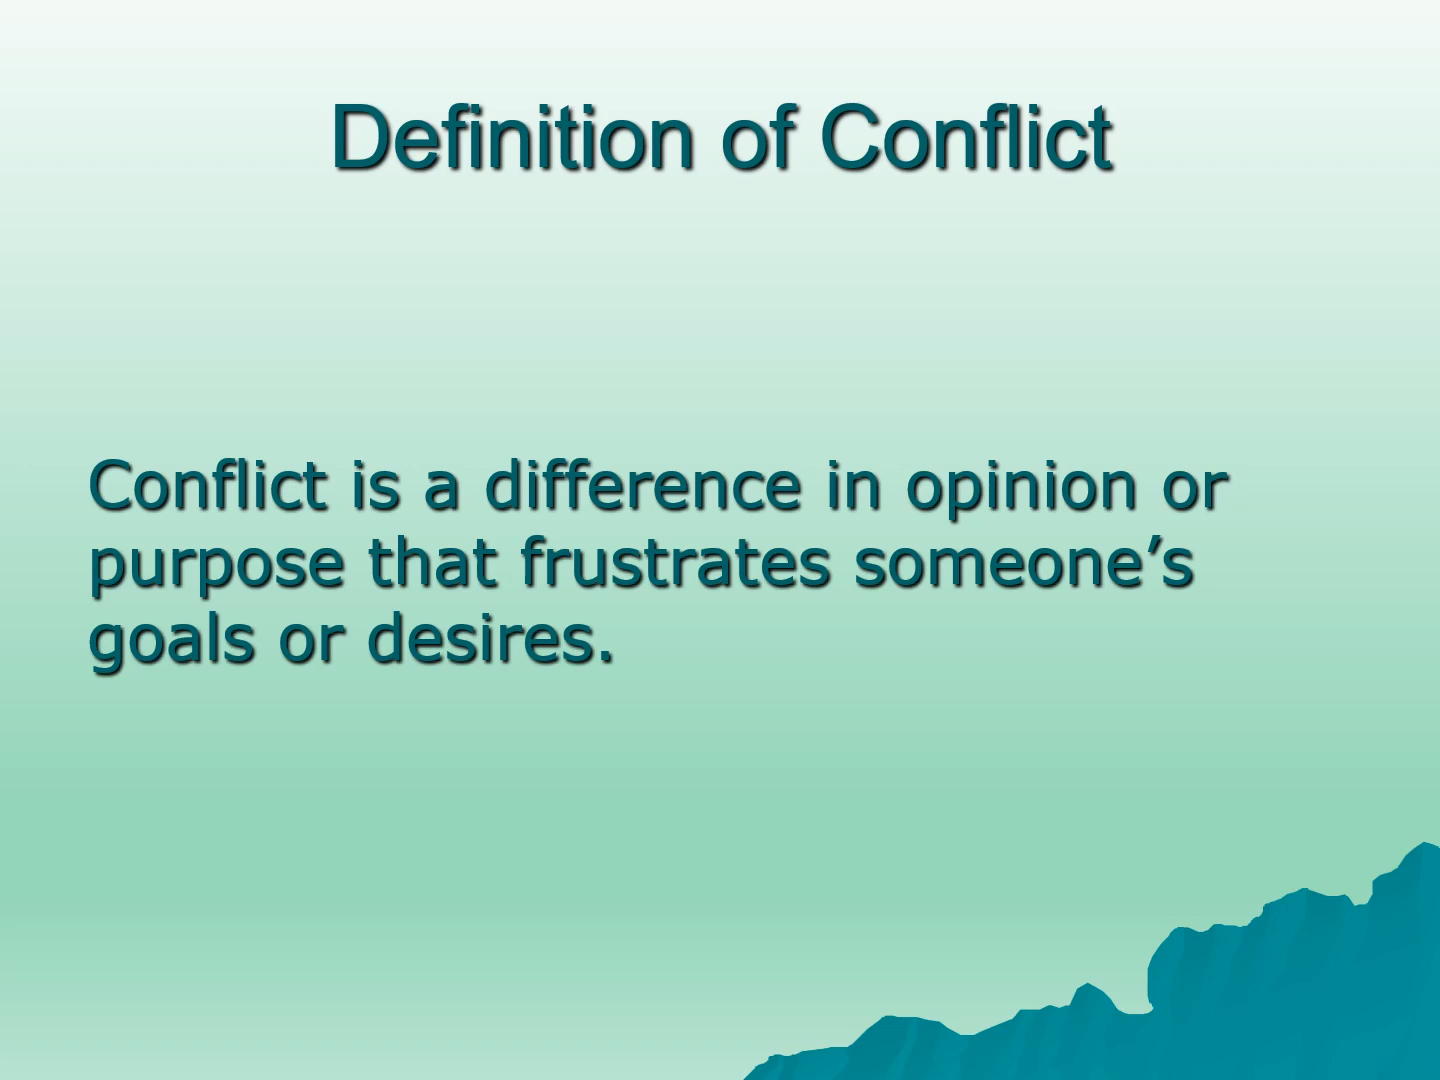 Definition of Conflict
Conflict is a difference in opinion or
purpose that frustrates someone’s
goals or desires.